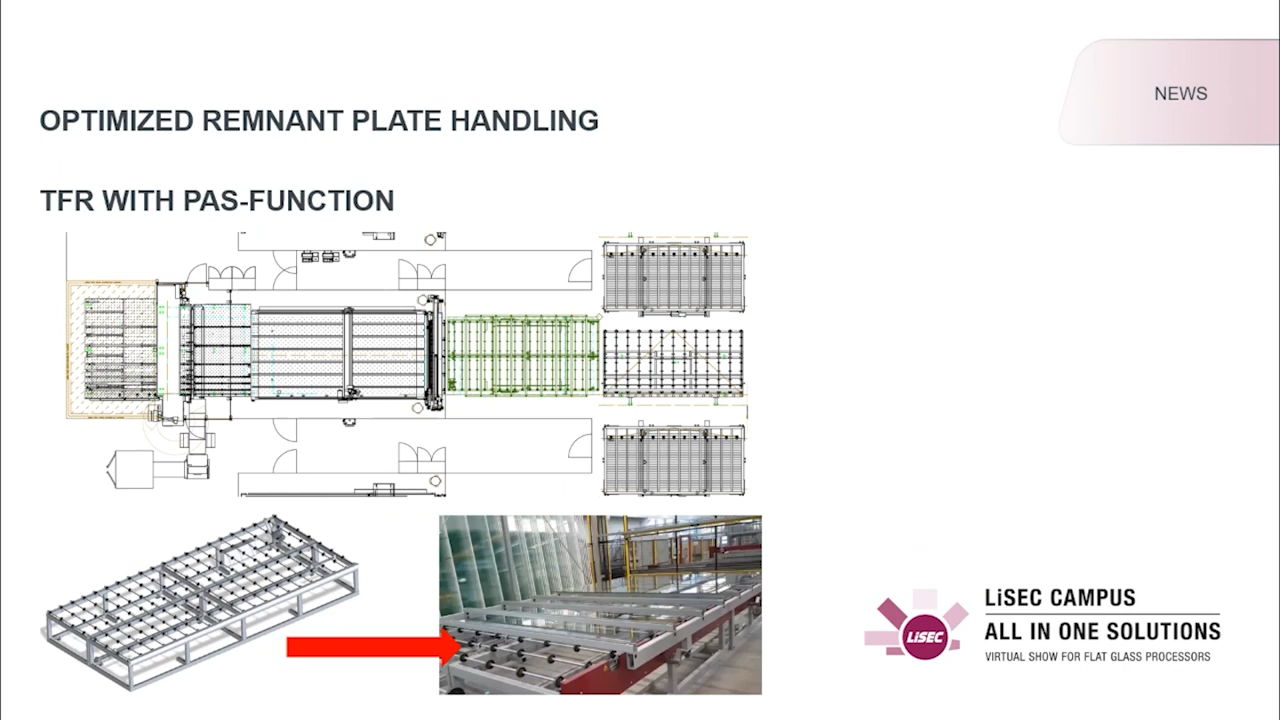 NEWS
OPTIMIZED REMNANT PLATE HANDLING
TFR WITH PAS-FUNCTION
LiSEC
LiSEC CAMPUS
ALL IN ONE SOLUTIONS
VIRTUAL SHOW FOR FLAT GLASS PROCESSORS